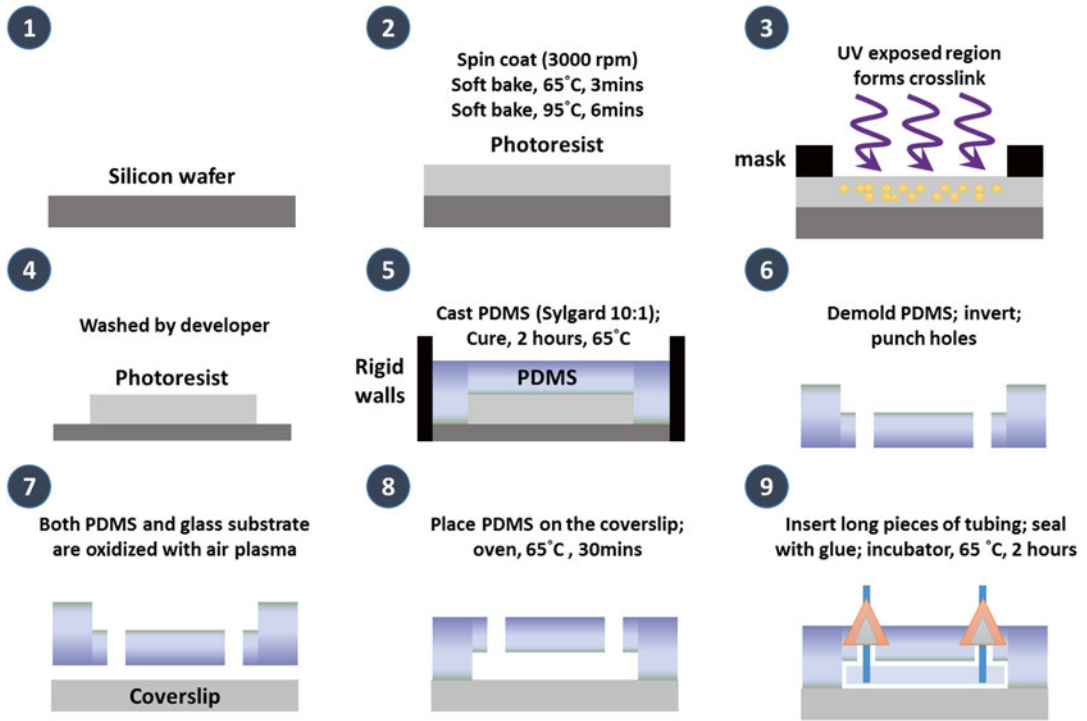 1
Silicon wafer
2
Spin coat (3000 rpm)
Soft bake, 65˚C, 3mins
Soft bake, 95˚C, 6mins
Photoresist
3
UV exposed region
forms crosslink
mask
4
Washed by developer
Photoresist
5
Cast PDMS (Sylgard 10:1);
Cure, 2 hours, 65˚C
Rigid
walls
PDMS
6
Demold PDMS; invert;
punch holes
7
Both PDMS and glass substrate
are oxidized with air plasma
Coverslip
8
Place PDMS on the coverslip;
oven, 65˚C , 30mins
9
Insert long pieces of tubing; seal
with glue; incubator, 65 ˚C, 2 hours